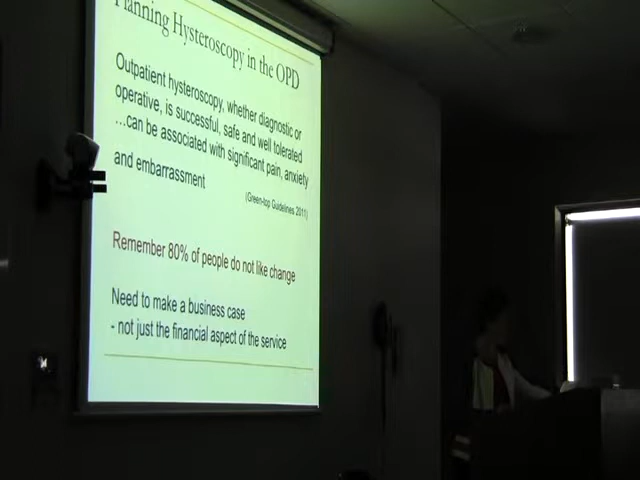 Planning Hysteroscopy in the OPD
Outpatient hysteroscopy, whether diagnostic or
operative, is successful, safe and well tolerated
...can be associated with significant pain, anxiety
and embarrassment
(Green-top Guidelines 2011)
Remember 80% of people do not like change
Need to make a business case
- not just the financial aspect of the service